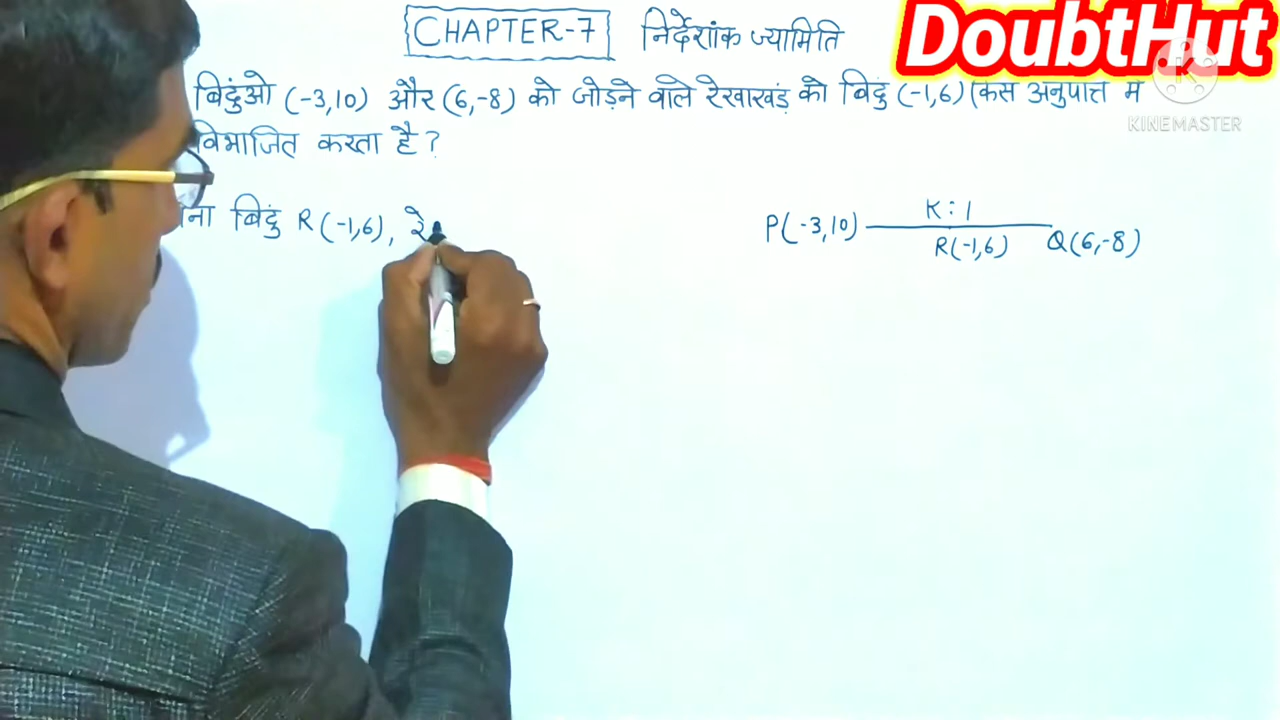 CHAPTER-7 निर्देशांक ज्यामिति
DoubtHut
KINEMASTER
बिंदुओ (-3,10) और (6,-8) को जोड़ने वाले रेखाखंड को बिंदु (-1,6) किस अनुपात में
विभाजित करता है?
बिंदु R(-1,6), रे
K:1
P(-3,10) R(-1,6) Q(6,-8)